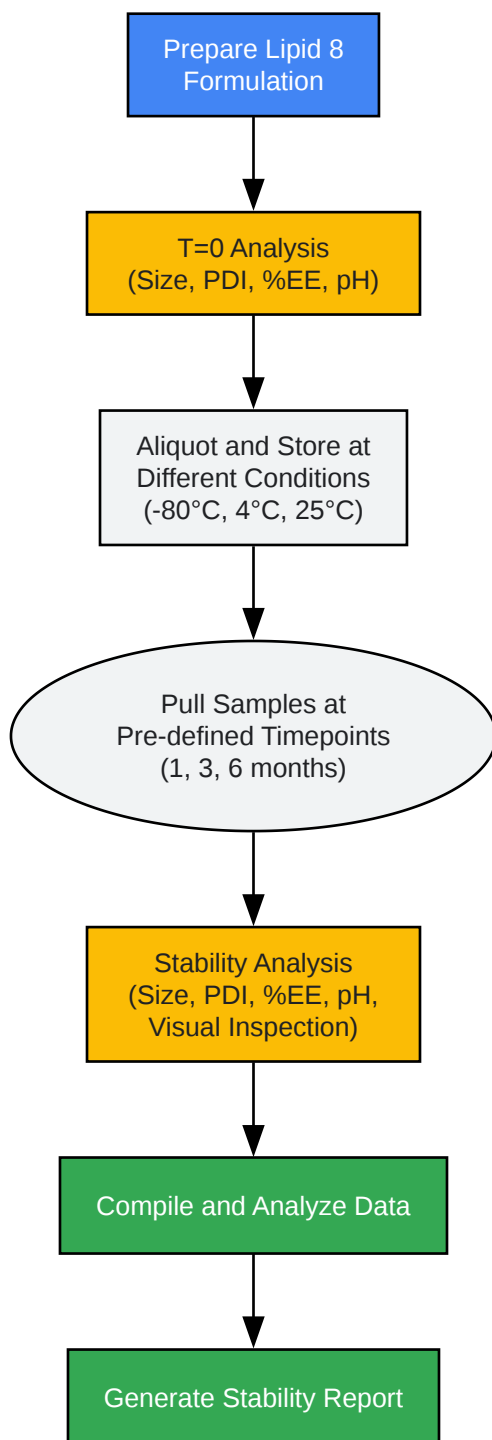 Prepare Lipid 8
Formulation
T=0 Analysis
(Size, PDI, %EE, pH)
Aliquot and Store at
Different Conditions
(-80°C, 4°C, 25°C)
Pull Samples at
Pre-defined Timepoints
(1, 3, 6 months)
Stability Analysis
(Size, PDI, %EE, pH,
Visual Inspection)
Compile and Analyze Data
Generate Stability Report